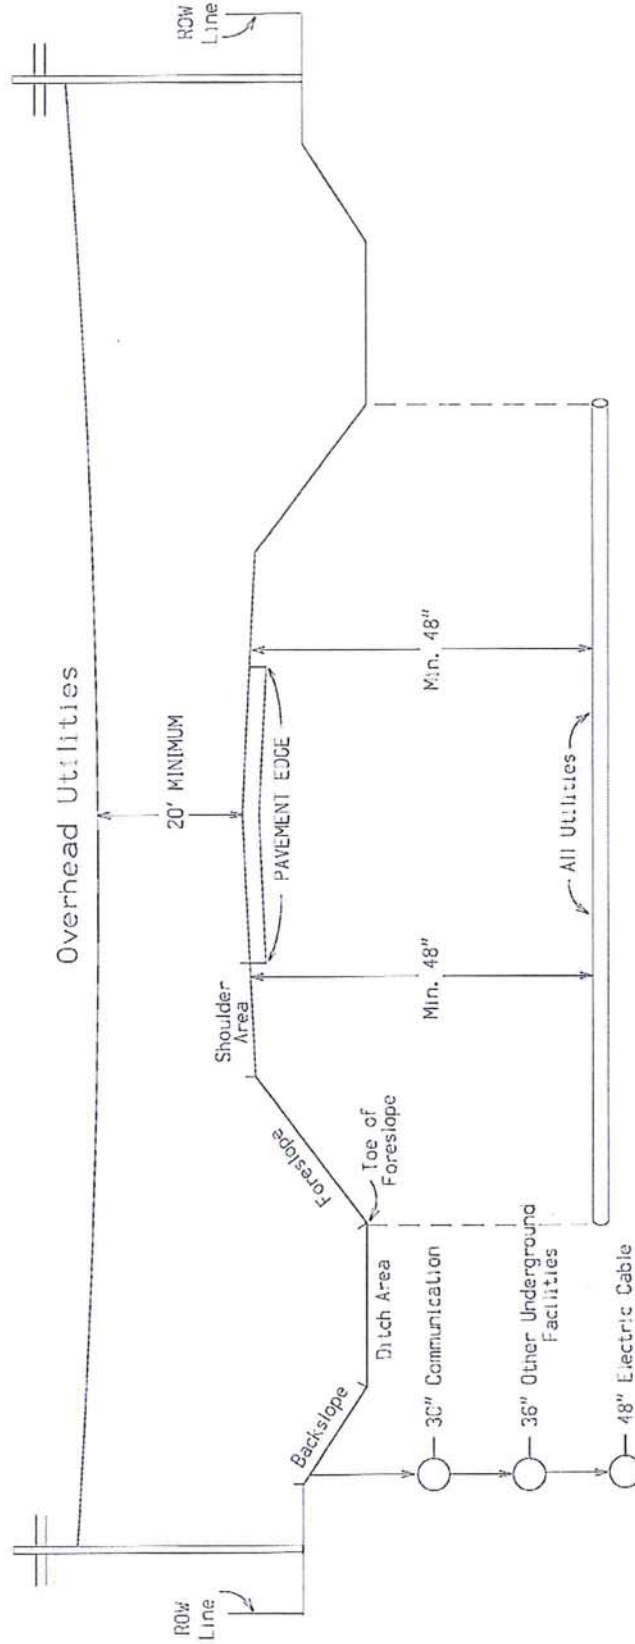 Overhead Utilities
ROW
Line
ROW
Line
20' MINIMUM
Shoulder
Area
PAVEMENT EDGE
Foreslope
Toe of
Foreslope
Backslope
Ditch Area
Min. 48"
Min. 48"
All Utilities
30" Communication
36" Other Underground
Facilities
48" Electric Cable